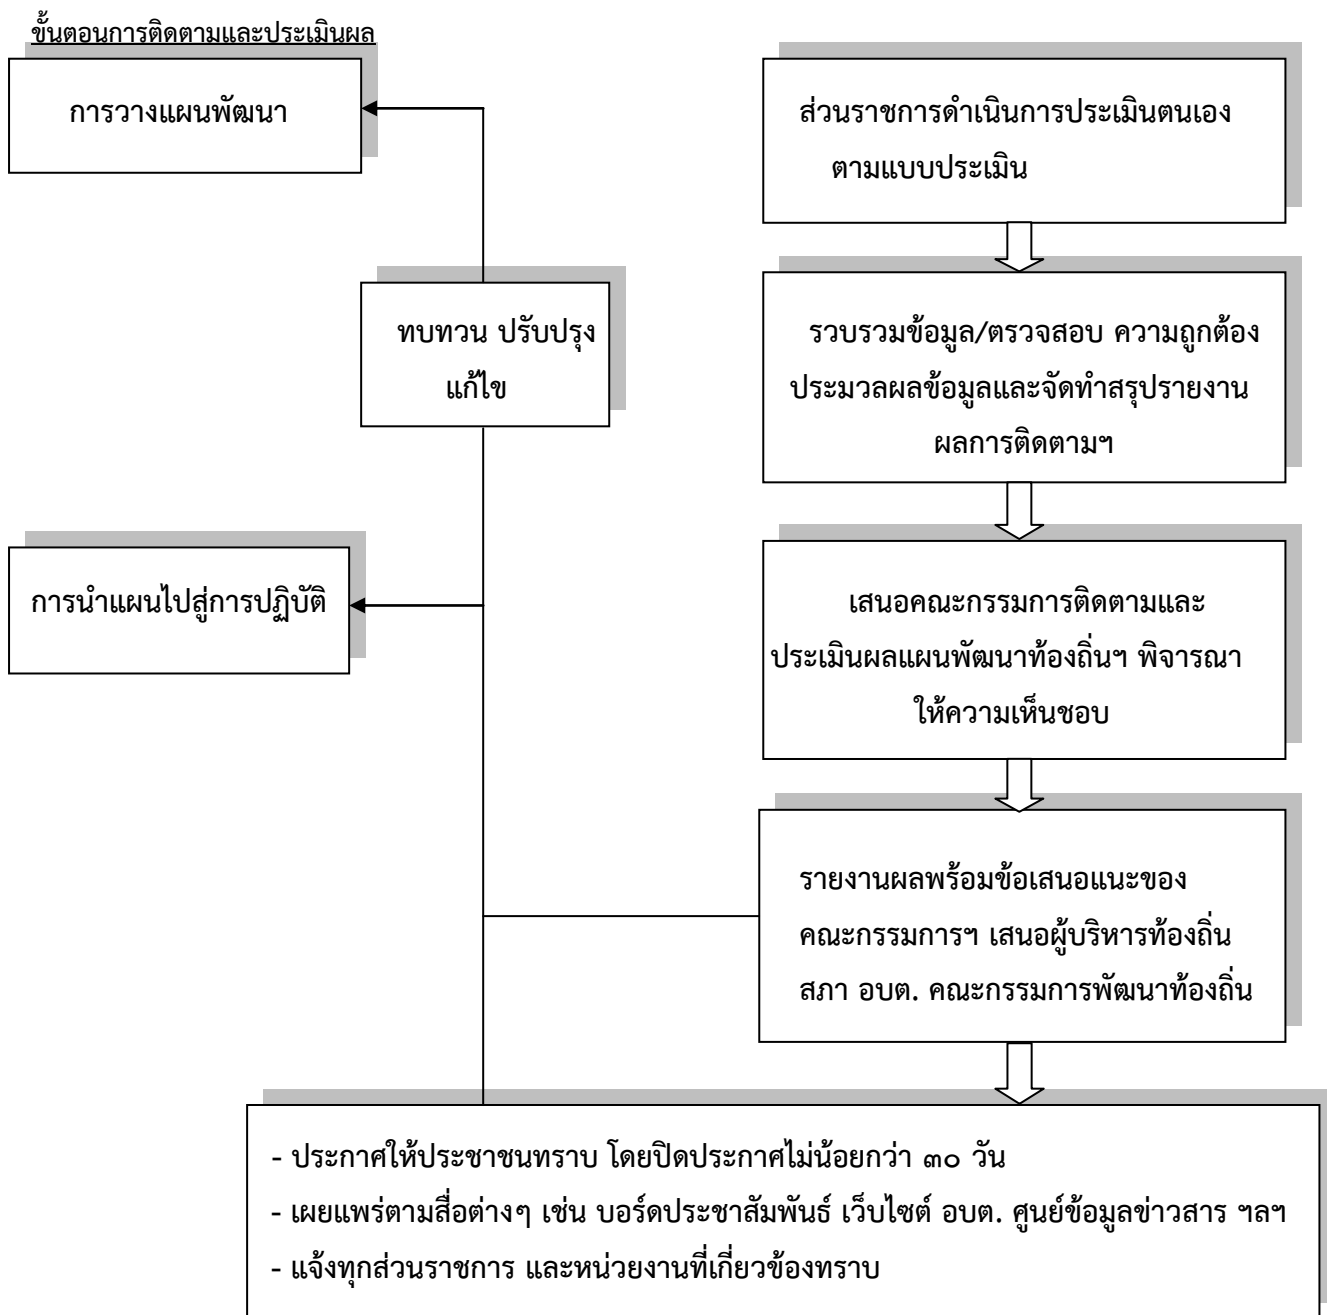 ขั้นตอนการติดตามและประเมินผล
การวางแผนพัฒนา
ส่วนราชการดำเนินการประเมินตนเอง
ตามแบบประเมิน
ทบทวน ปรับปรุง
แก้ไข
รวบรวมข้อมูล/ตรวจสอบ ความถูกต้อง
ประมวลผลข้อมูลและจัดทำสรุปรายงาน
ผลการติดตามฯ
การนำแผนไปสู่การปฏิบัติ
เสนอคณะกรรมการติดตามและ
ประเมินผลแผนพัฒนาท้องถิ่นฯ พิจารณา
ให้ความเห็นชอบ
รายงานผลพร้อมข้อเสนอแนะของ
คณะกรรมการฯ เสนอผู้บริหารท้องถิ่น
สภา อบต. คณะกรรมการพัฒนาท้องถิ่น
- ประกาศให้ประชาชนทราบ โดยปิดประกาศไม่น้อยกว่า ๓๐ วัน
- เผยแพร่ตามสื่อต่างๆ เช่น บอร์ดประชาสัมพันธ์ เว็บไซต์ อบต. ศูนย์ข้อมูลข่าวสาร ฯลฯ
- แจ้งทุกส่วนราชการ และหน่วยงานที่เกี่ยวข้องทราบ